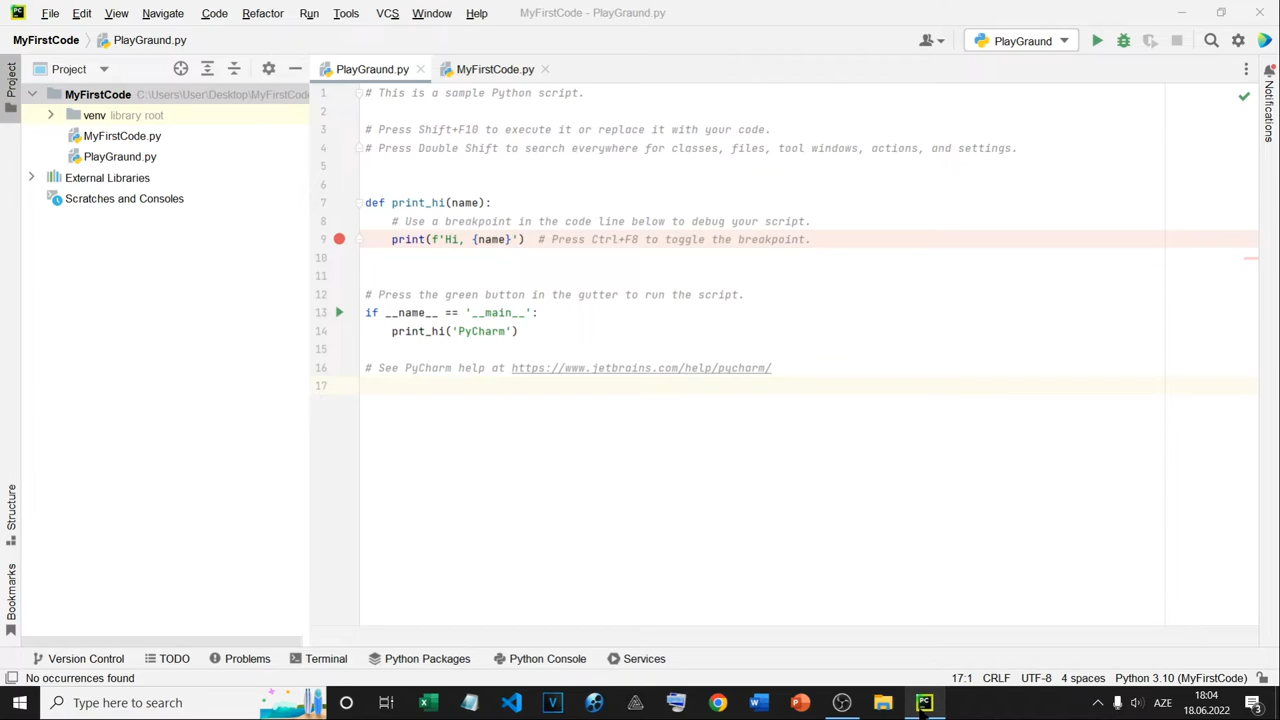 File Edit View Navigate Code Refactor Run Tools VCS Window Help MyFirstCode - PlayGraund.py
MyFirstCode PlayGraund.py PlayGraund
Project
Project
PlayGraund.py
MyFirstCode.py
Notifications
MyFirstCode C:\Users\User\Desktop\MyFirstCode
venv library root
MyFirstCode.py
PlayGraund.py
External Libraries
Scratches and Consoles
1 # This is a sample Python script.
2
3 # Press Shift+F10 to execute it or replace it with your code.
4 # Press Double Shift to search everywhere for classes, files, tool windows, actions, and settings.
5
6
7 def print_hi(name):
8 # Use a breakpoint in the code line below to debug your script.
9 print(f'Hi, {name}') # Press Ctrl+F8 to toggle the breakpoint.
10
11
12 # Press the green button in the gutter to run the script.
13 if __name__ == '__main__':
14 print_hi('PyCharm')
15
16 # See PyCharm help at https://www.jetbrains.com/help/pycharm/
17
Structure
Bookmarks
Version Control TODO Problems Terminal Python Packages Python Console Services
No occurrences found 17:1 CRLF UTF-8 4 spaces Python 3.10 (MyFirstCode)
Type here to search
AZE
18:04
18.06.2022
3